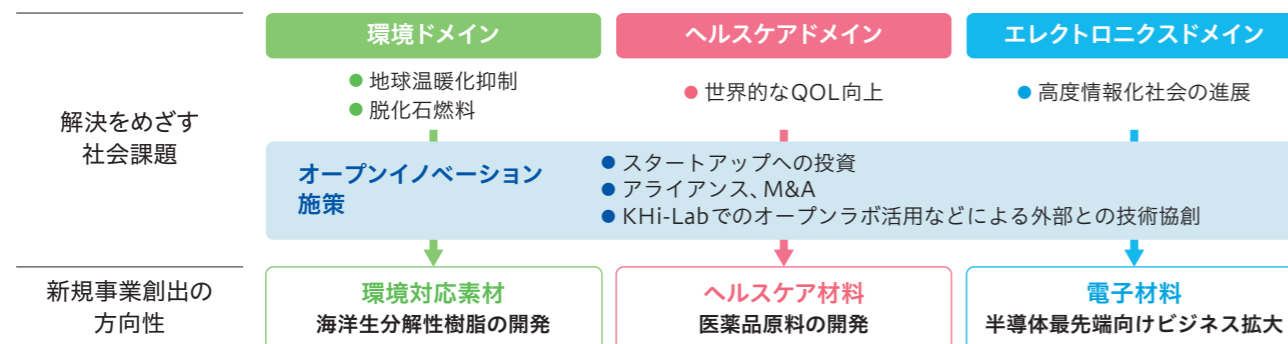 環境ドメイン
ヘルスケアドメイン
エレクトロニクスドメイン
解決をめざす
社会課題
● 地球温暖化抑制
● 脱化石燃料
● 世界的なQOL向上
● 高度情報化社会の進展
オープンイノベーション
施策
● スタートアップへの投資
● アライアンス、M&A
● KHi-Labでのオープンラボ活用などによる外部との技術協創
新規事業創出の
方向性
環境対応素材
海洋生分解性樹脂の開発
ヘルスケア材料
医薬品原料の開発
電子材料
半導体最先端向けビジネス拡大